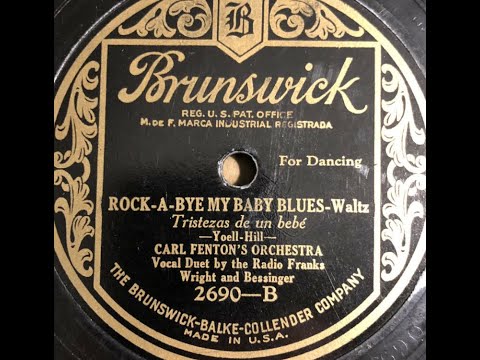 B
Brunswick
REG. U.S. PAT. OFFICE
M. DE F. MARCA INDUSTRIAL REGISTRADA
For Dancing
ROCK-A-BYE MY BABY BLUES-Waltz
Tristezas de un bebé
—Yoell-Hill—
CARL FENTON'S ORCHESTRA
Vocal Duet by the Radio Franks
Wright and Bessinger
2690—B
THE BRUNSWICK-BALKE-COLLENDER COMPANY
MADE IN U.S.A.